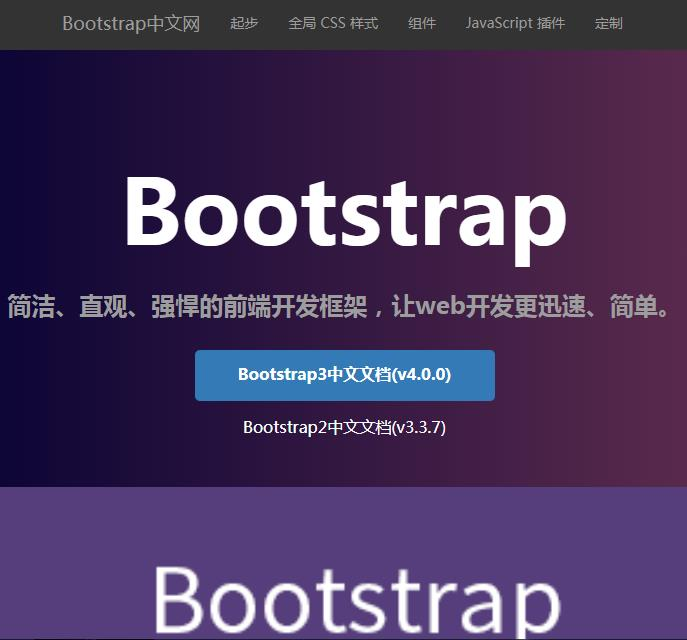 Bootstrap中文网 起步 全局 CSS 样式 组件 JavaScript 插件 定制
Bootstrap
简洁、直观、强悍的前端开发框架，让web开发更迅速、简单。
Bootstrap3中文文档(v4.0.0)
Bootstrap2中文文档(v3.3.7)
Bootstrap